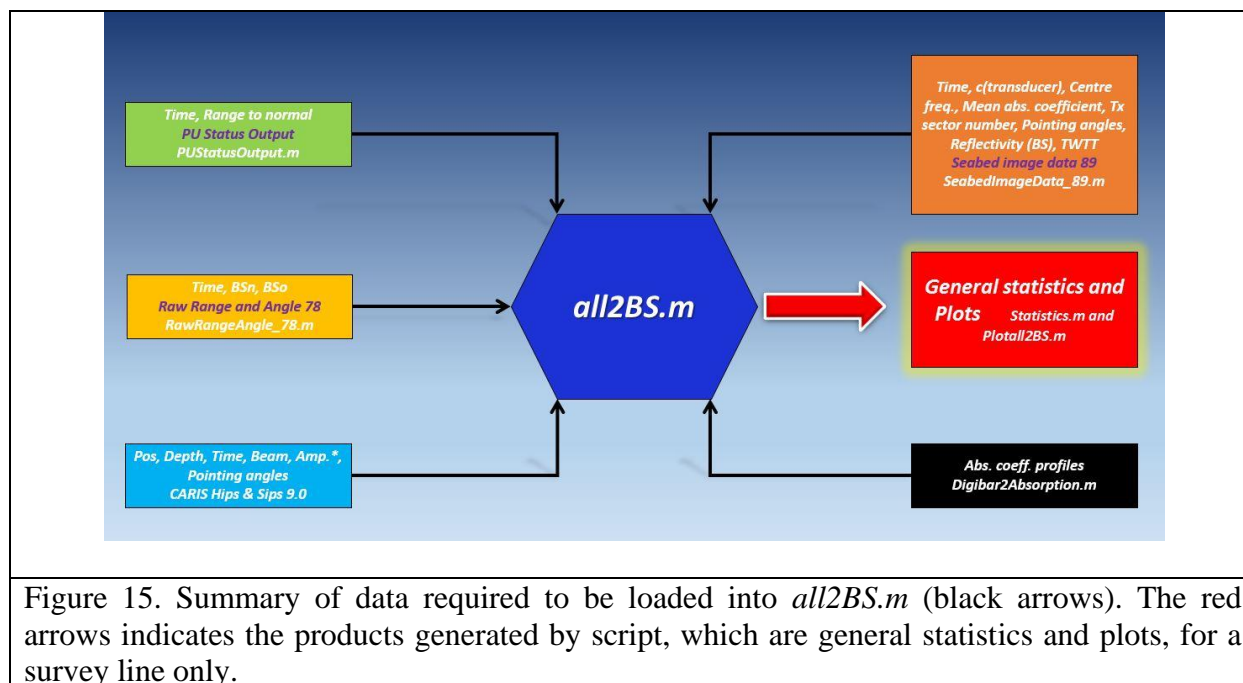 Time, Range to normal
PU Status Output
PUStatusOutput.m
Time, c(transducer), Centre
freq., Mean abs. coefficient, Tx
sector number, Pointing angles,
Reflectivity (BS), TWTT
Seabed image data 89
SeabedImageData_89.m
Time, BSn, BSo
Raw Range and Angle 78
RawRangeAngle_78.m
all2BS.m
General statistics and
Plots Statistics.m and
Plotall2BS.m
Pos, Depth, Time, Beam, Amp.*,
Pointing angles
CARIS Hips & Sips 9.0
Abs. coeff. profiles
Digibar2Absorption.m
Figure 15. Summary of data required to be loaded into all2BS.m (black arrows). The red
arrows indicates the products generated by script, which are general statistics and plots, for a
survey line only.